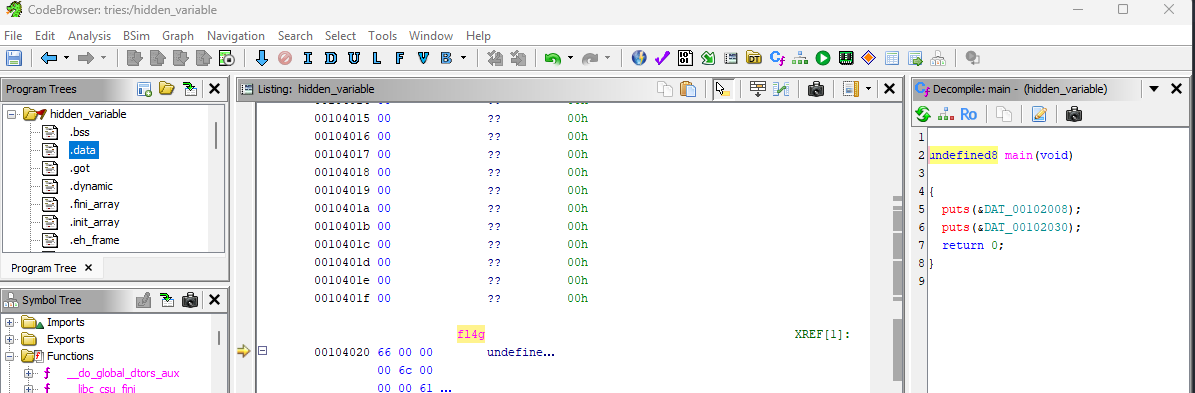 CodeBrowser: tries:/hidden_variable
File Edit Analysis BSim Graph Navigation Search Select Tools Window Help
I D U L F V B
Program Trees
hidden_variable
.bss
.data
.got
.dynamic
.fini_array
.init_array
.eh_frame
Program Tree
Symbol Tree
Imports
Exports
Functions
f __do_global_dtors_aux
f __libc_csu_fini
Listing: hidden_variable
00104015 00 ?? 00h
00104016 00 ?? 00h
00104017 00 ?? 00h
00104018 00 ?? 00h
00104019 00 ?? 00h
0010401a 00 ?? 00h
0010401b 00 ?? 00h
0010401c 00 ?? 00h
0010401d 00 ?? 00h
0010401e 00 ?? 00h
0010401f 00 ?? 00h
fl4g XREF[1]:
00104020 66 00 00 undefine...
00 6c 00
00 00 61 ...
Decompile: main - (hidden_variable)
Ro
1
2 undefined8 main(void)
3
4 {
5 puts(&DAT_00102008);
6 puts(&DAT_00102030);
7 return 0;
8 }
9